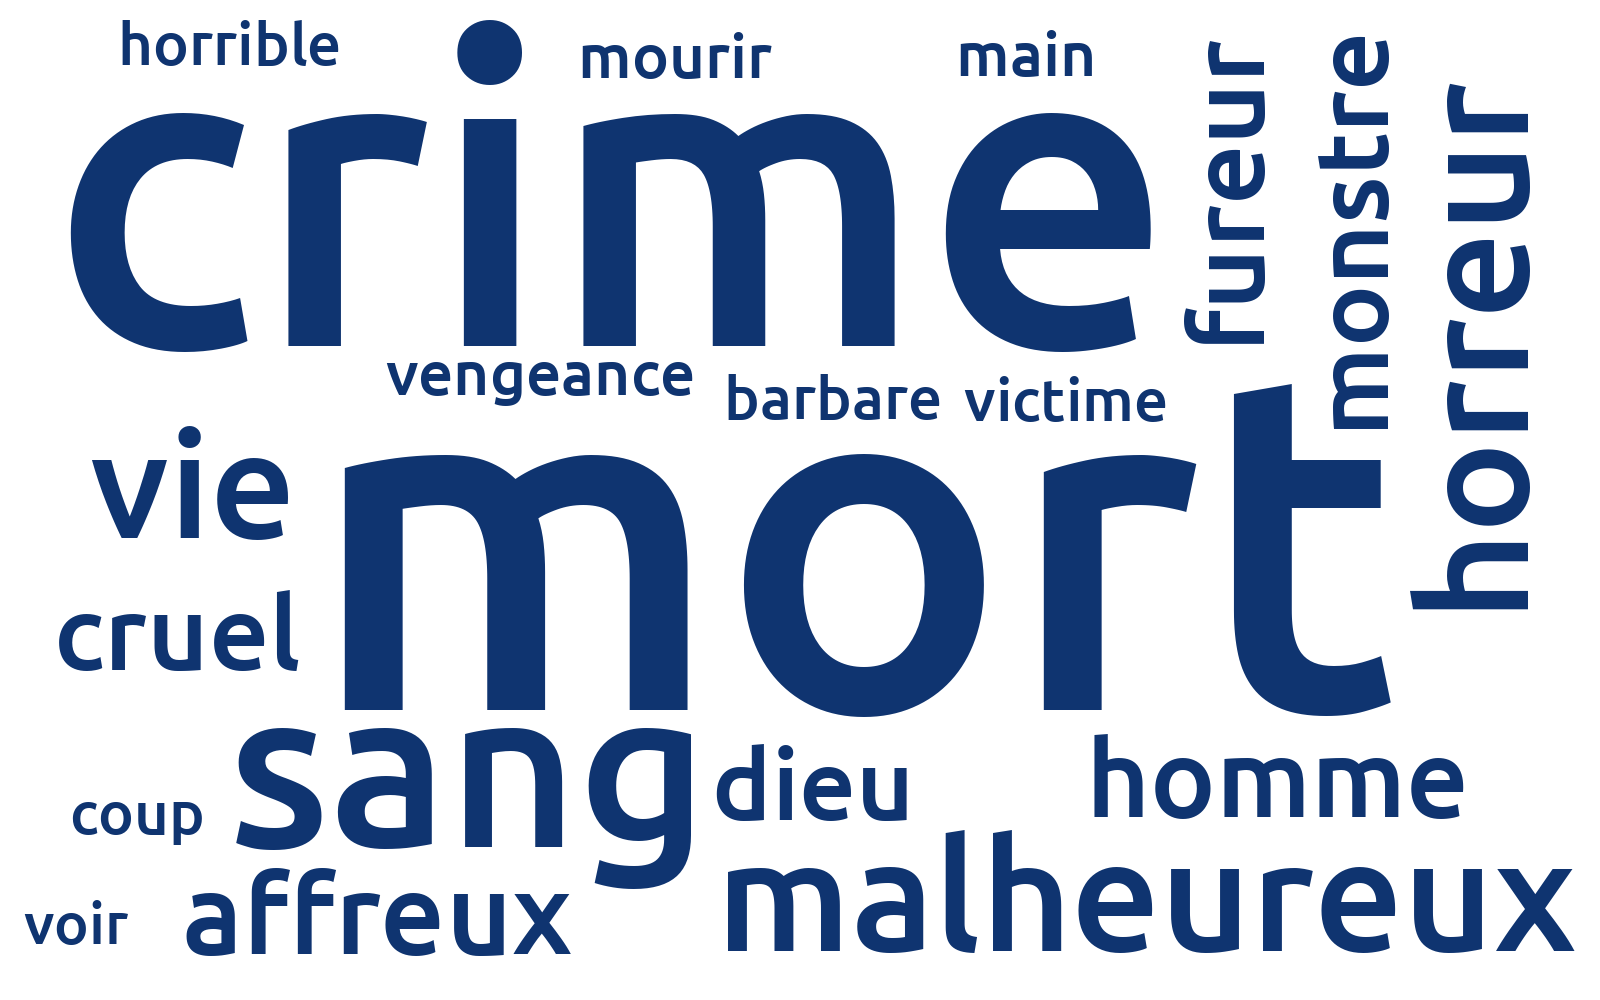 horrible
mourir
main
crime
fureur
monstre
horreur
vengeance
barbare
victime
vie
mort
cruel
sang
dieu
homme
coup
malheureux
voir
affreux